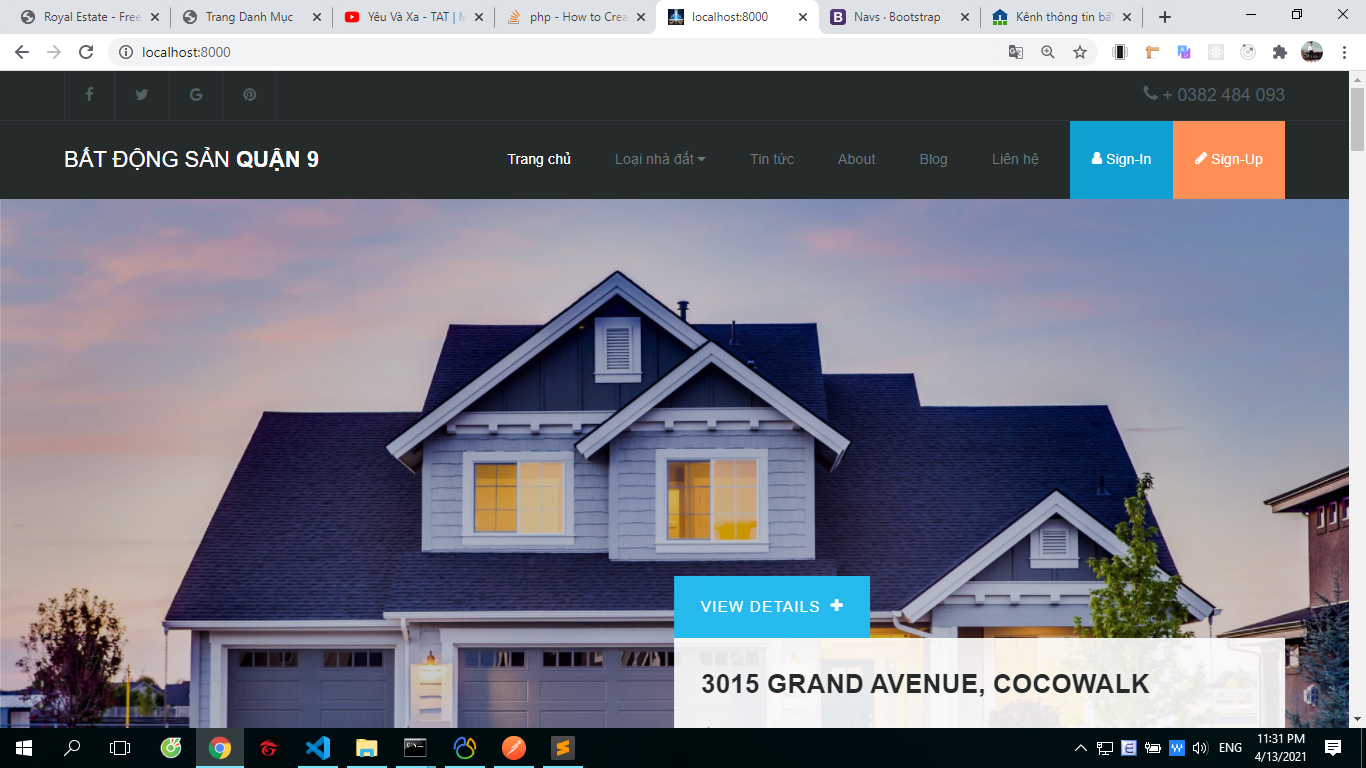 Royal Estate - Free
Trang Danh Mục
Yêu Và Xa - TAT | M
php - How to Crea
localhost:8000
Navs · Bootstrap
Kênh thông tin bấ
localhost:8000
+ 0382 484 093
BẤT ĐỘNG SẢN QUẬN 9
Trang chủ
Loại nhà đất
Tin tức
About
Blog
Liên hệ
Sign-In
Sign-Up
VIEW DETAILS +
3015 GRAND AVENUE, COCOWALK
ENG
11:31 PM
4/13/2021